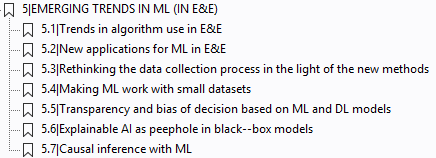 5|EMERGING TRENDS IN ML (IN E&E)
5.1|Trends in algorithm use in E&E
5.2|New applications for ML in E&E
5.3|Rethinking the data collection process in the light of the new methods
5.4|Making ML work with small datasets
5.5|Transparency and bias of decision based on ML and DL models
5.6|Explainable AI as peephole in black--box models
5.7|Causal inference with ML